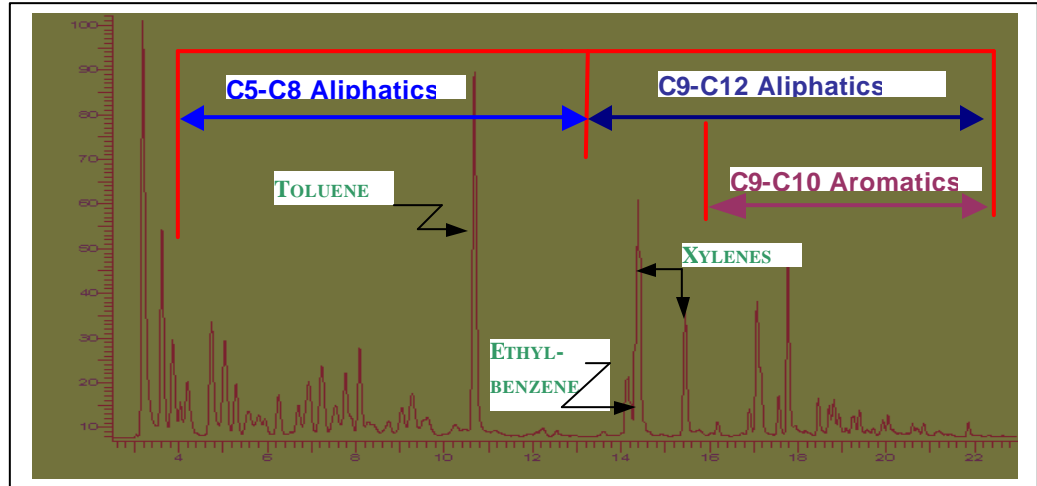 100
90
80
70
60
50
40
30
20
10
C5-C8 Aliphatics
C9-C12 Aliphatics
C9-C10 Aromatics
TOLUENE
XYLENES
ETHYL-
BENZENE
4 6 8 10 12 14 16 18 20 22